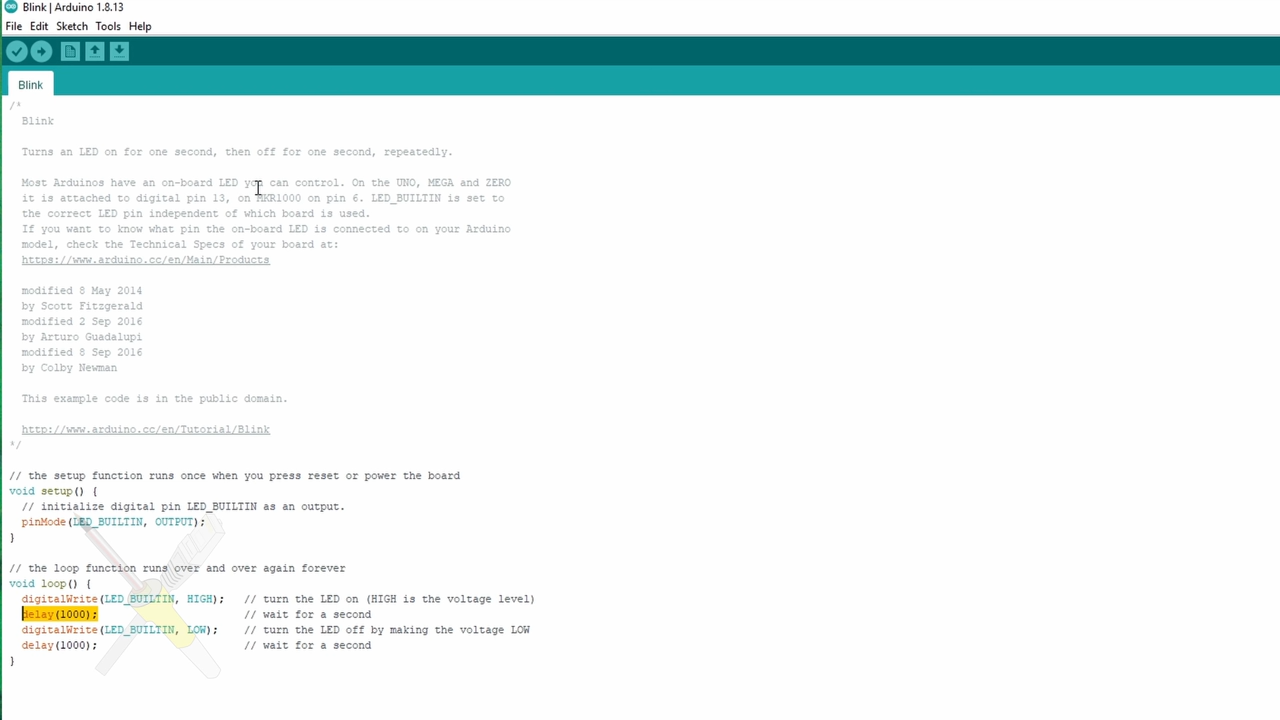 Blink | Arduino 1.8.13
File Edit Sketch Tools Help
Blink
/*
Blink
Turns an LED on for one second, then off for one second, repeatedly.
Most Arduinos have an on-board LED you can control. On the UNO, MEGA and ZERO
it is attached to digital pin 13, on MKR1000 on pin 6. LED_BUILTIN is set to
the correct LED pin independent of which board is used.
If you want to know what pin the on-board LED is connected to on your Arduino
model, check the Technical Specs of your board at:
https://www.arduino.cc/en/Main/Products
modified 8 May 2014
by Scott Fitzgerald
modified 2 Sep 2016
by Arturo Guadalupi
modified 8 Sep 2016
by Colby Newman
This example code is in the public domain.
http://www.arduino.cc/en/Tutorial/Blink
*/
// the setup function runs once when you press reset or power the board
void setup() {
// initialize digital pin LED_BUILTIN as an output.
pinMode(LED_BUILTIN, OUTPUT);
}
// the loop function runs over and over again forever
void loop() {
digitalWrite(LED_BUILTIN, HIGH); // turn the LED on (HIGH is the voltage level)
delay(1000); // wait for a second
digitalWrite(LED_BUILTIN, LOW); // turn the LED off by making the voltage LOW
delay(1000); // wait for a second
}